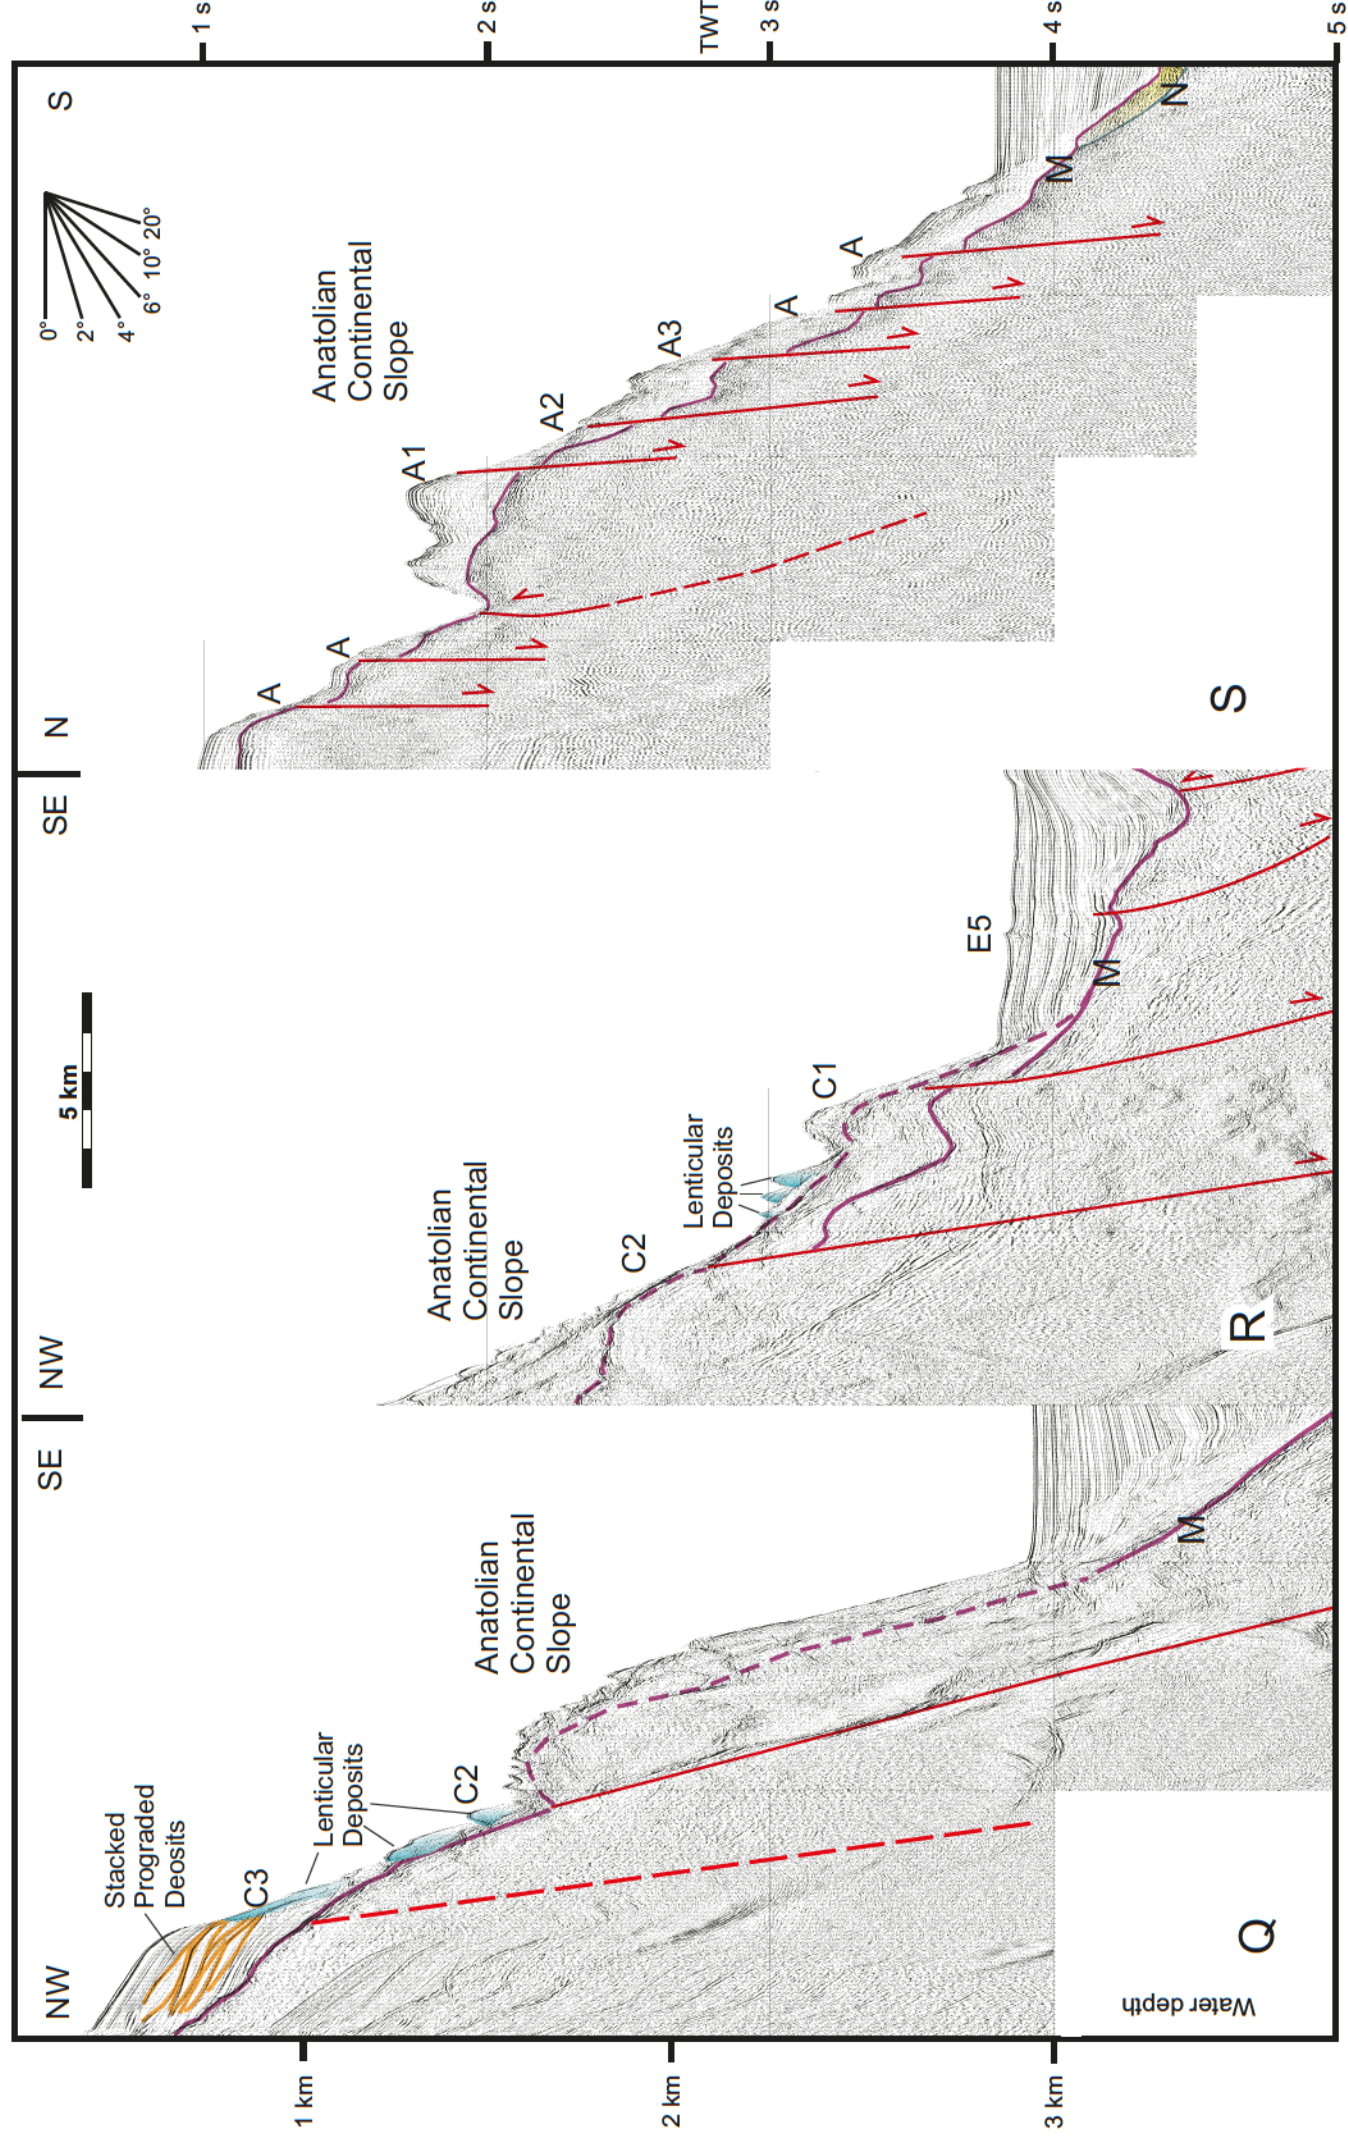 NW
SE
Stacked
Prograded
Deosits
C3
Lenticular
Deposits
C2
Anatolian
Continental
Slope
M
Q
1 km
2 km
3 km
Water depth
NW
SE
5 km
Anatolian
Continental
Slope
C2
Lenticular
Deposits
C1
E5
M
R
N
S
0°
2°
4°
6°
10°
20°
Anatolian
Continental
Slope
A
A
A1
A2
A3
A
A
M
N
S
1 s
2 s
TWT
3 s
4 s
5 s